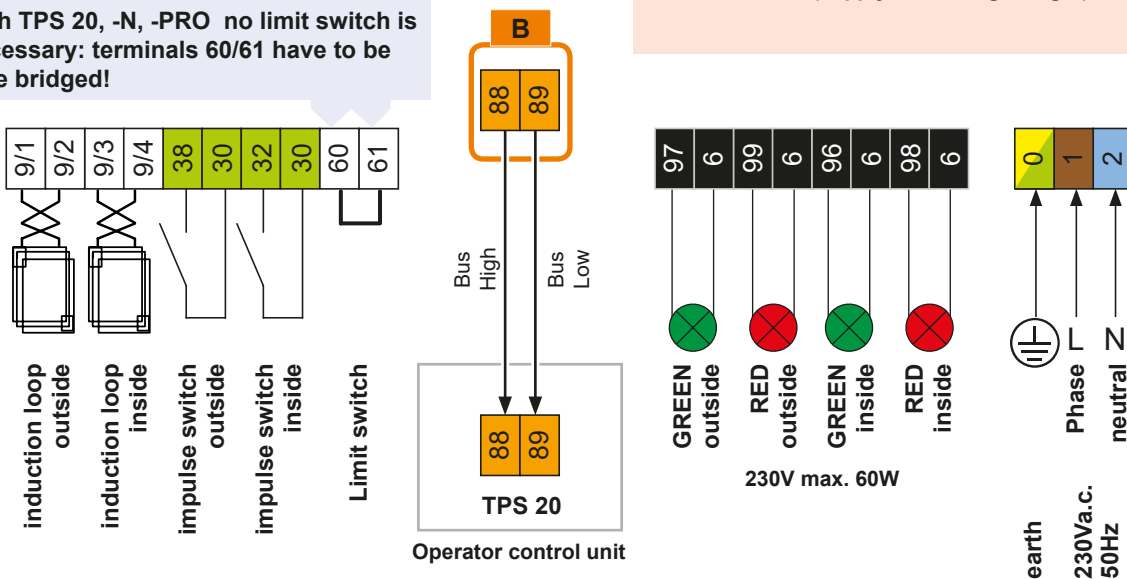 TPS 20, -N, -PRO no limit switch is
terminals 60/61 have to be
bridged!
B
88 89
9/1 9/2 9/3 9/4 38 30 32 30 60 61
97 6 99 6 96 6 98 6
0 1 2
Bus
High
Bus
Low
induction loop
outside
induction loop
inside
impulse switch
outside
impulse switch
inside
Limit switch
88 89
TPS 20
Operator control unit
GREEN
outside
RED
outside
GREEN
inside
RED
inside
230V max. 60W
L N
Phase
neutral
earth
230Va.c.
50Hz